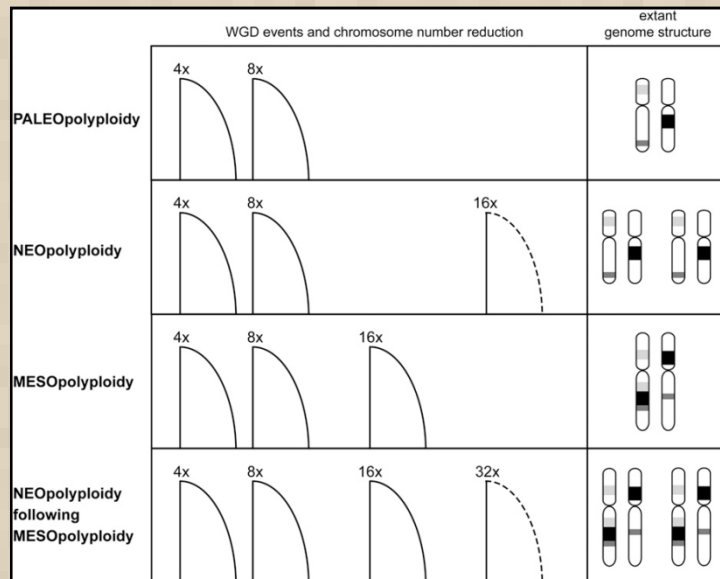 WGD events and chromosome number reduction
extant
genome structure
PALEOpolyploidy
4x 8x
NEOpolyploidy
4x 8x 16x
MESOpolyploidy
4x 8x 16x
NEOpolyploidy
following
MESOpolyploidy
4x 8x 16x 32x